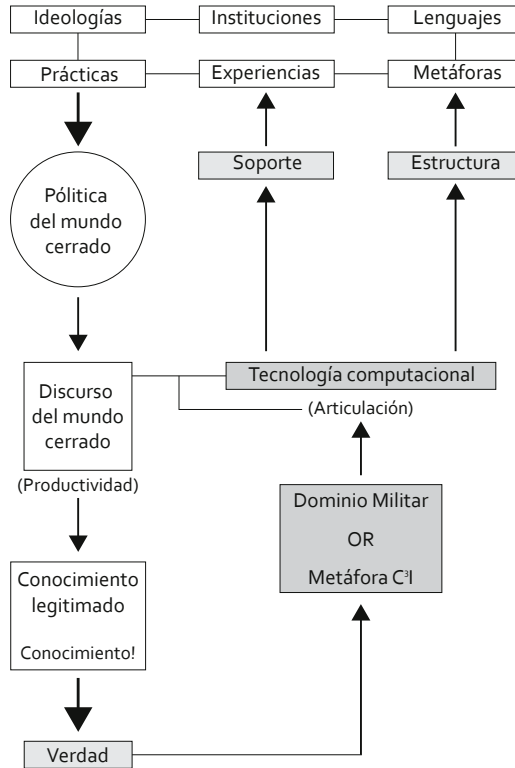 Ideologías
Instituciones
Lenguajes
Prácticas
Experiencias
Metáforas
Soporte
Estructura
Pólitica
del mundo
cerrado
Tecnología computacional
(Articulación)
Discurso
del mundo
cerrado
(Productividad)
Dominio Militar
OR
Metáfora C³I
Conocimiento
legitimado
Conocimiento!
Verdad